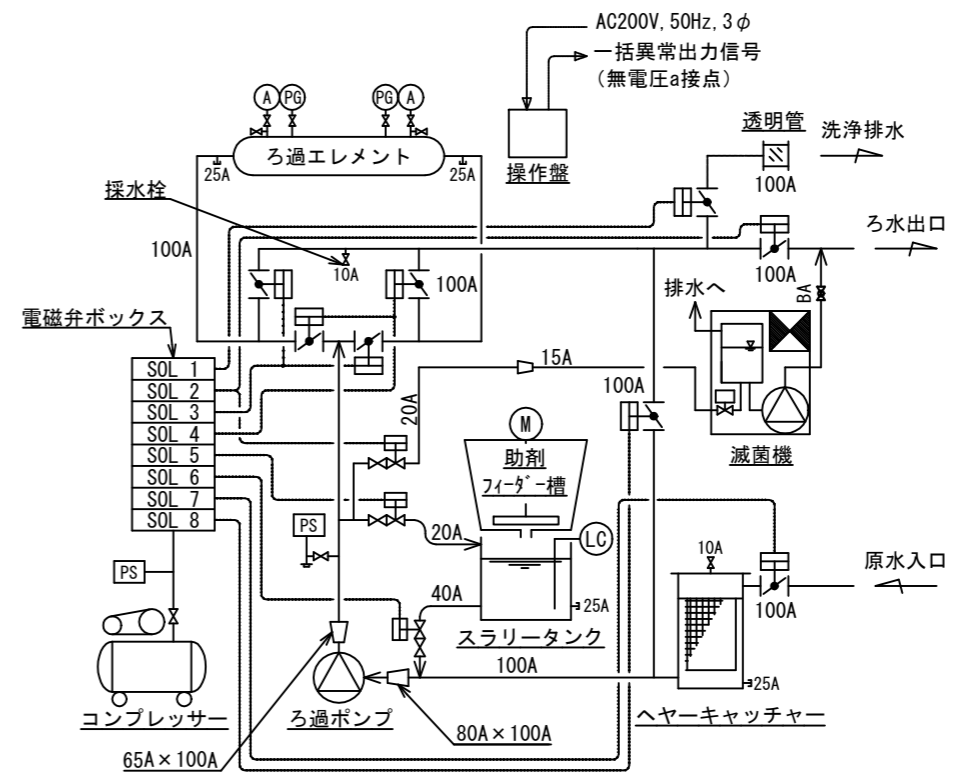 AC200V, 50Hz, 3φ
一括異常出力信号
(無電圧a接点)
操作盤
A
PG
PG
A
ろ過エレメント
25A
25A
透明管
洗浄排水
100A
採水栓
100A
10A
100A
ろ水出口
100A
BA
排水へ
滅菌機
電磁弁ボックス
SOL 1
SOL 2
SOL 3
SOL 4
SOL 5
SOL 6
SOL 7
SOL 8
15A
20A
100A
M
助剤
フィーダー槽
PS
20A
LC
PS
40A
25A
スラリータンク
10A
原水入口
100A
25A
100A
ヘヤーキャッチャー
コンプレッサー
ろ過ポンプ
80A×100A
65A×100A